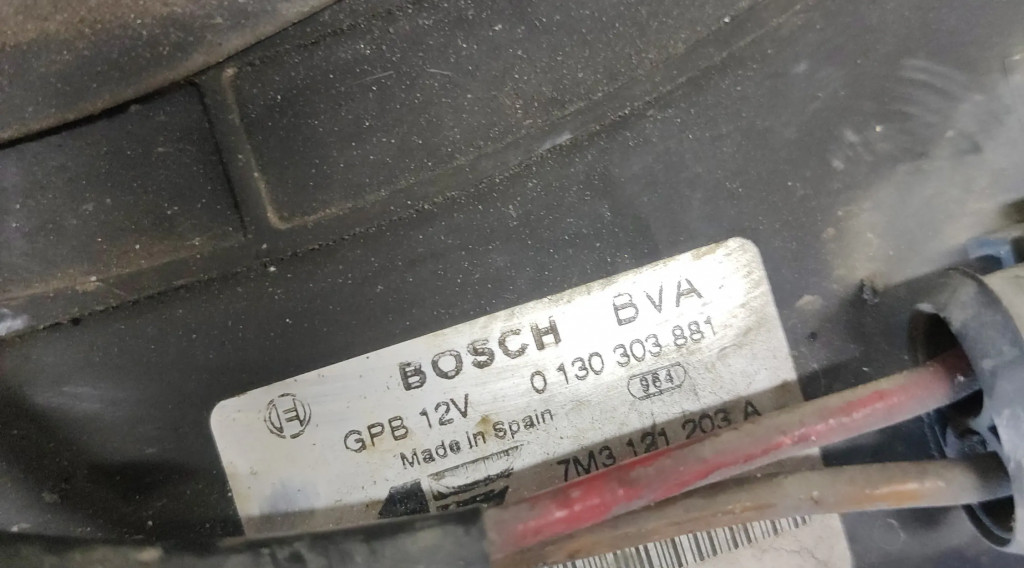 BOSCH BVA
GPB 12V 0 130 303 881
Made in Spain 964
7M3 121 203 A